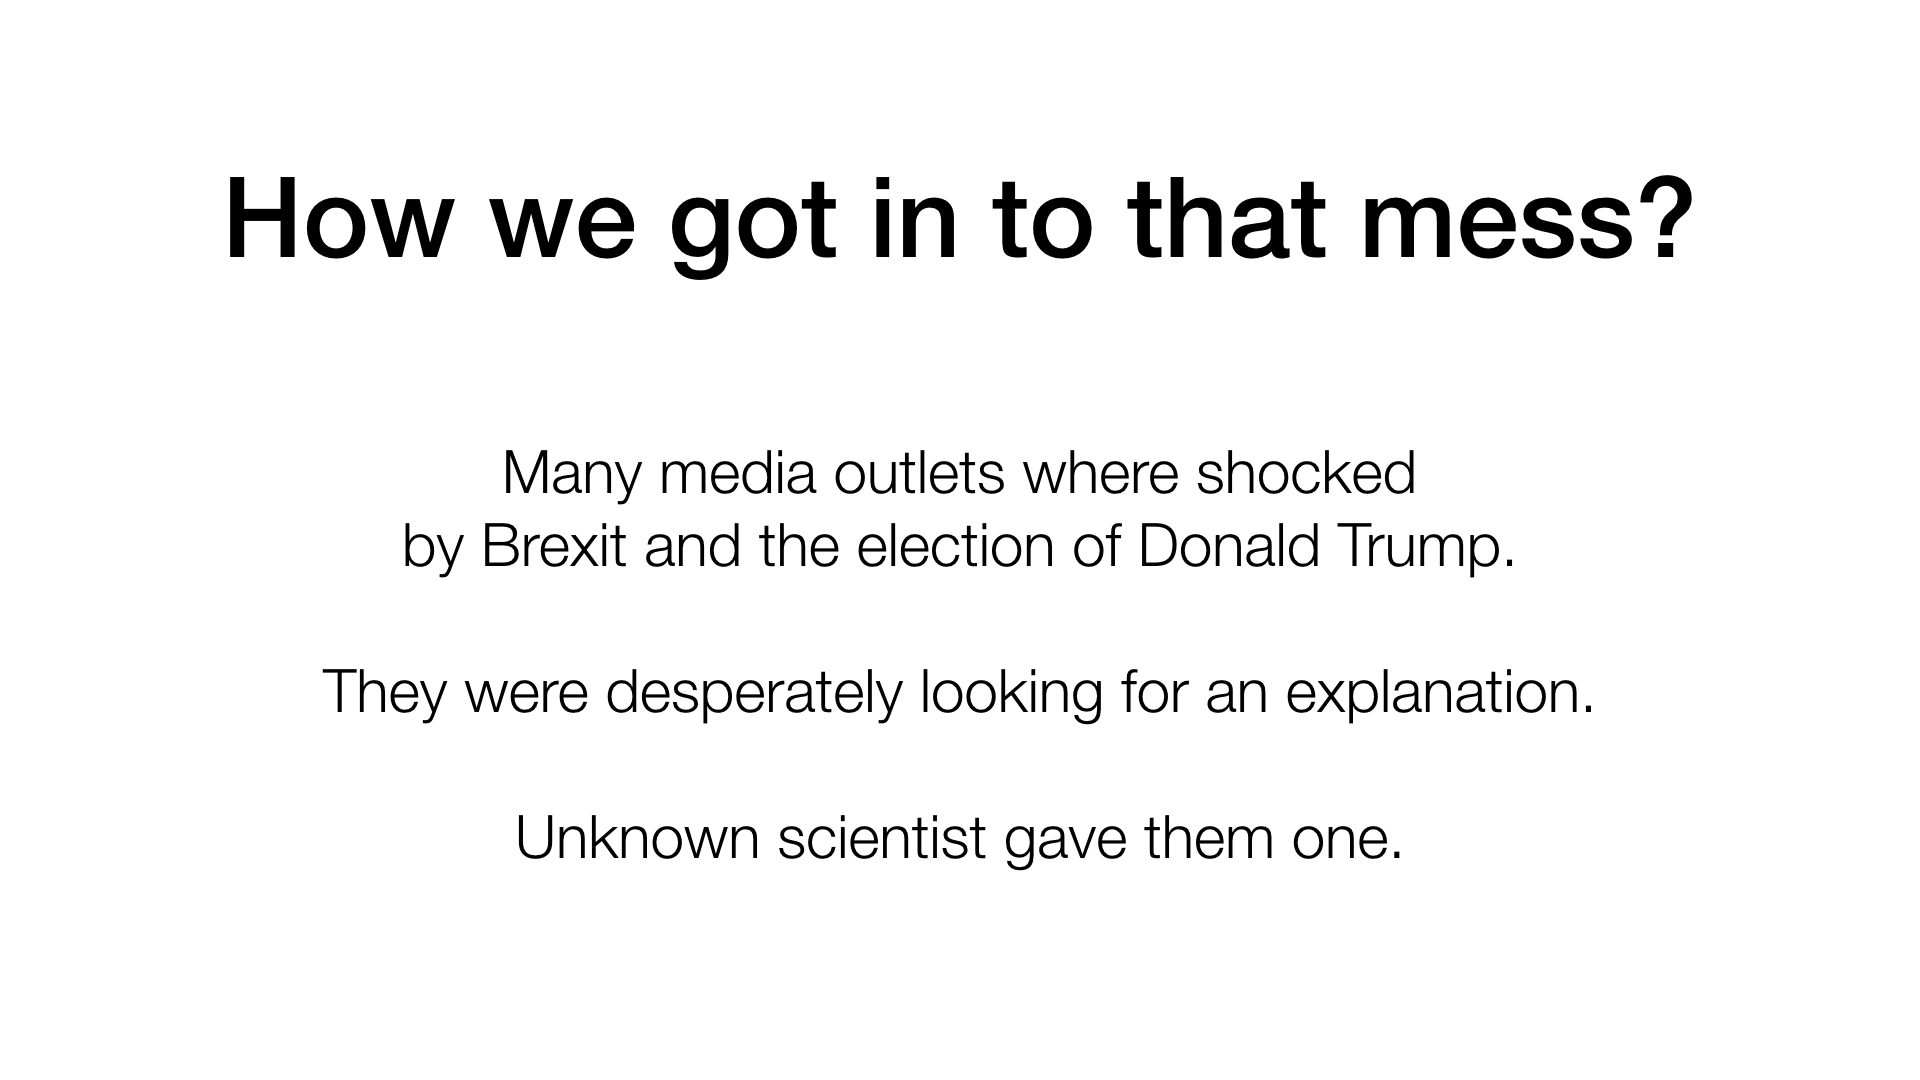 How we got in to that mess?
Many media outlets where shocked
by Brexit and the election of Donald Trump.
They were desperately looking for an explanation.
Unknown scientist gave them one.